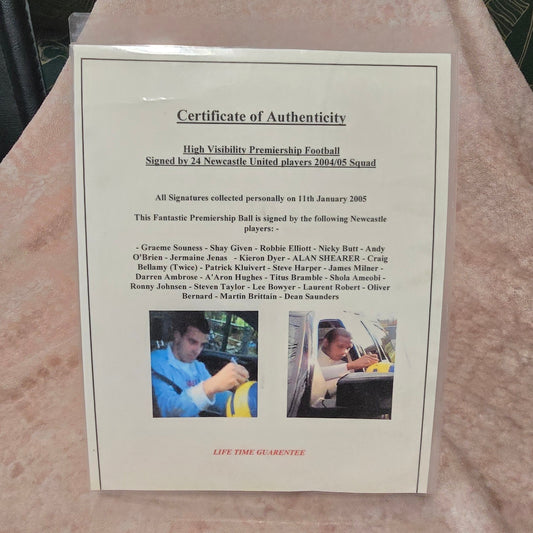 Certificate of Authenticity
High Visibility Premiership Football
Signed by 24 Newcastle United players 2004/05 Squad
All Signatures collected personally on 11th January 2005
This Fantastic Premiership Ball is signed by the following Newcastle
players: -
- Graeme Souness - Shay Given - Robbie Elliott - Nicky Butt - Andy
O'Brien - Jermaine Jenas - Kieron Dyer - ALAN SHEARER - Craig
Bellamy (Twice) - Patrick Kluivert - Steve Harper - James Milner -
Darren Ambrose - A'Aron Hughes - Titus Bramble - Shola Ameobi -
Ronny Johnsen - Steven Taylor - Lee Bowyer - Laurent Robert - Oliver
Bernard - Martin Brittain - Dean Saunders
LIFE TIME GUARENTEE